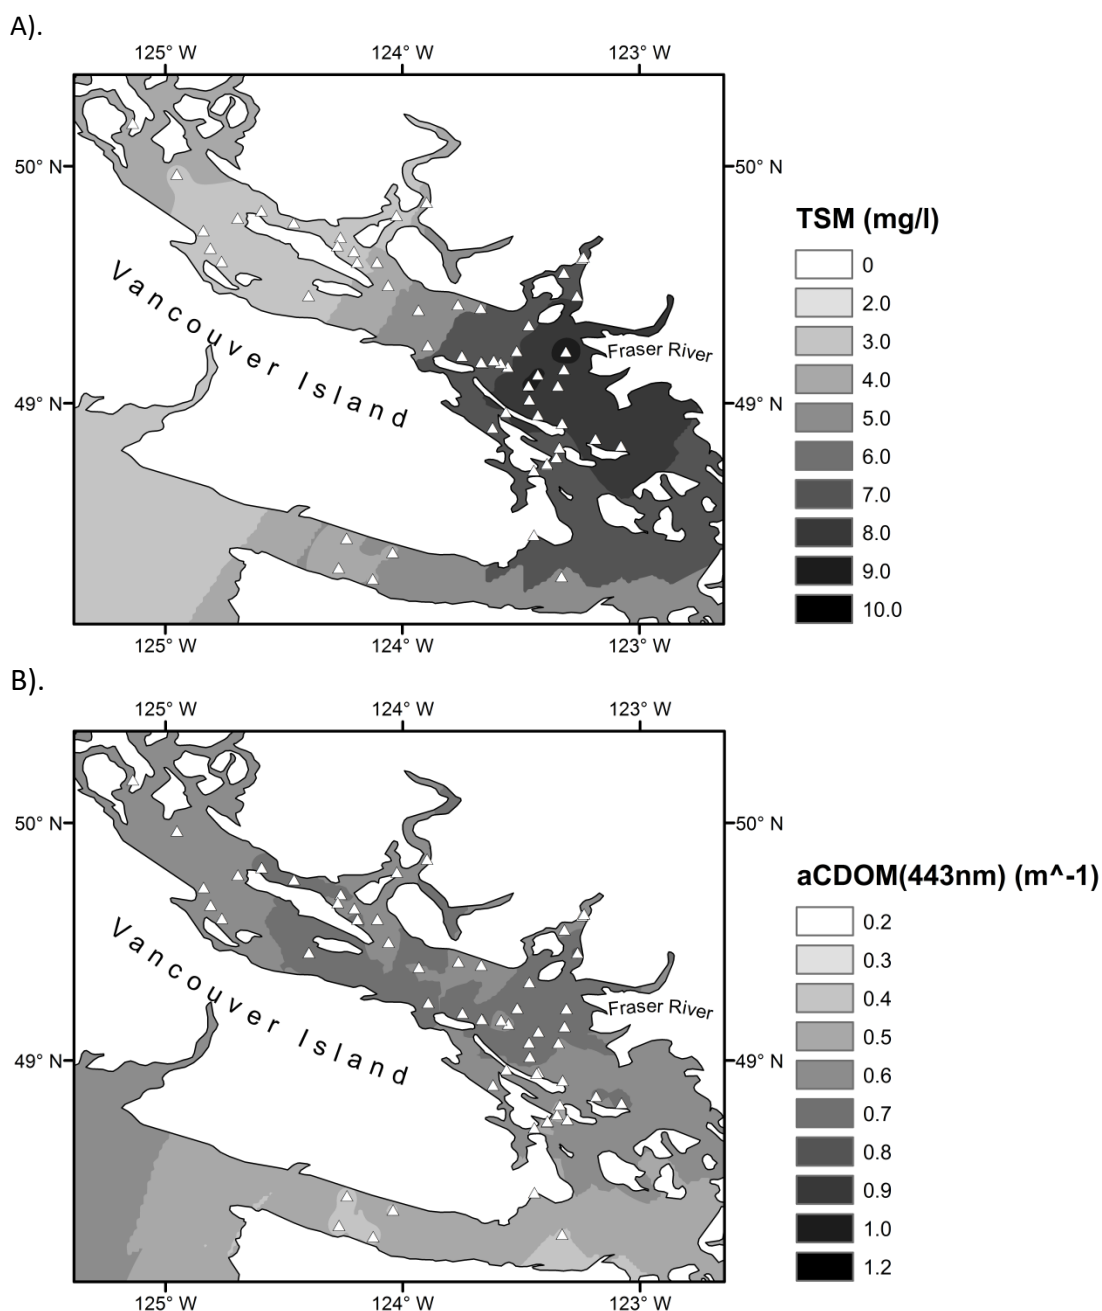 A).
125° W 124° W 123° W
50° N 50° N
49° N 49° N
Vancouver Island
Fraser River
125° W 124° W 123° W
TSM (mg/l)
0
2.0
3.0
4.0
5.0
6.0
7.0
8.0
9.0
10.0
B).
125° W 124° W 123° W
50° N 50° N
49° N 49° N
Vancouver Island
Fraser River
125° W 124° W 123° W
aCDOM(443nm) (m^-1)
0.2
0.3
0.4
0.5
0.6
0.7
0.8
0.9
1.0
1.2